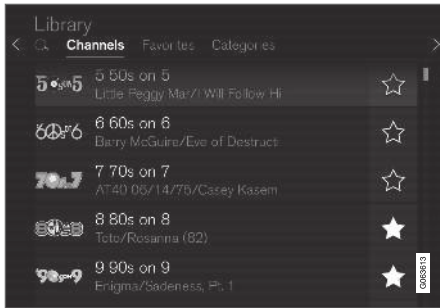 Library
Channels Favorites Categories
5 50s on 5
Little Peggy Mar/I Will Follow Hi
6 60s on 6
Barry McGuire/Eve of Destructi
7 70s on 7
AT40 06/14/75/Casey Kasem
8 80s on 8
Toto/Rosanna (82)
9 90s on 9
Enigma/Sadeness, Pt. 1
G063613